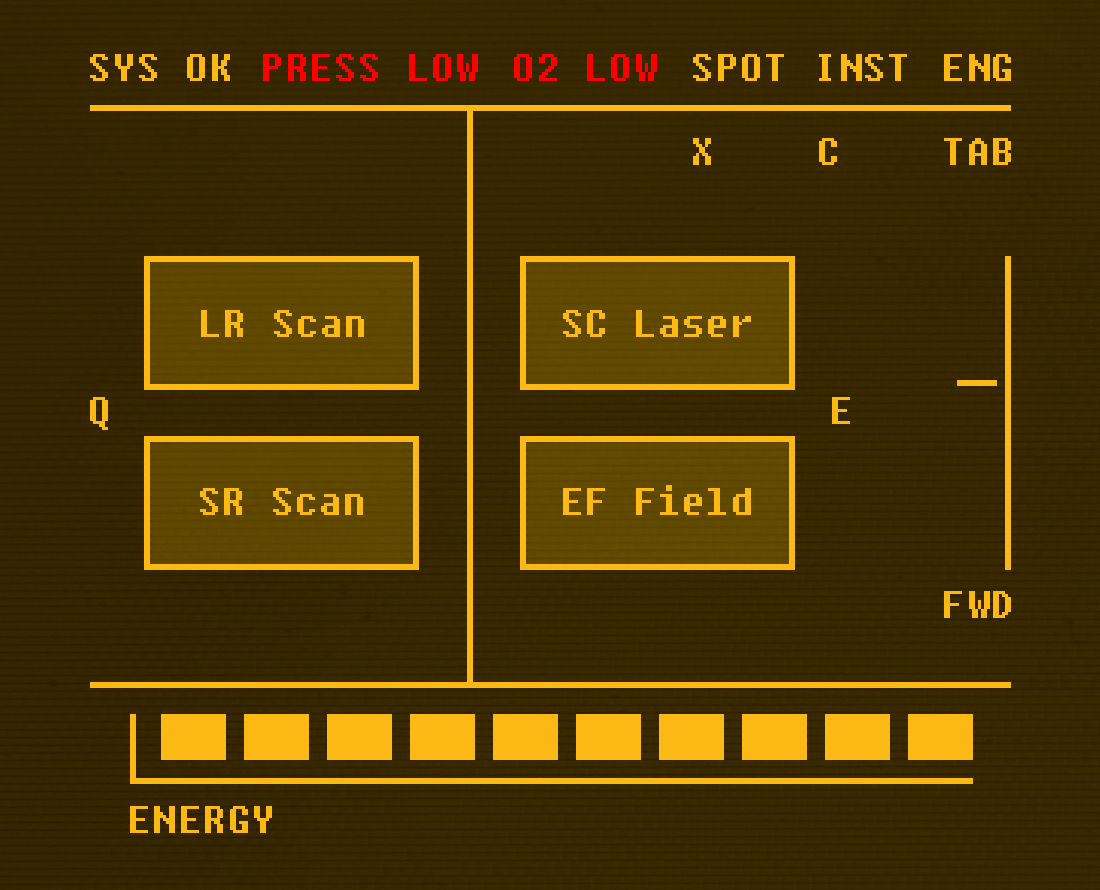 SYS OK PRESS LOW O2 LOW SPOT INST ENG
X C TAB
LR Scan SC Laser
Q E
SR Scan EF Field
FWD
ENERGY